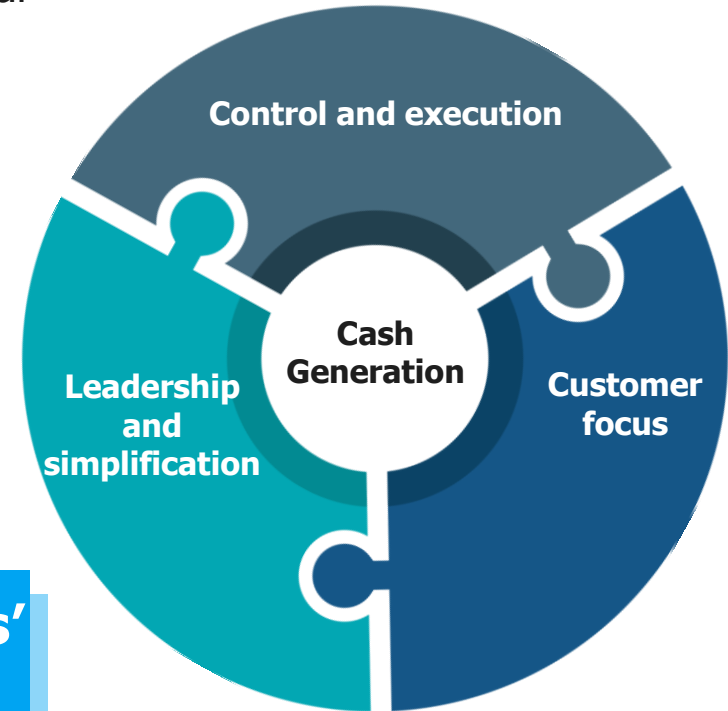 Control and execution
Cash
Generation
Leadership
and
simplification
Customer
focus
s’